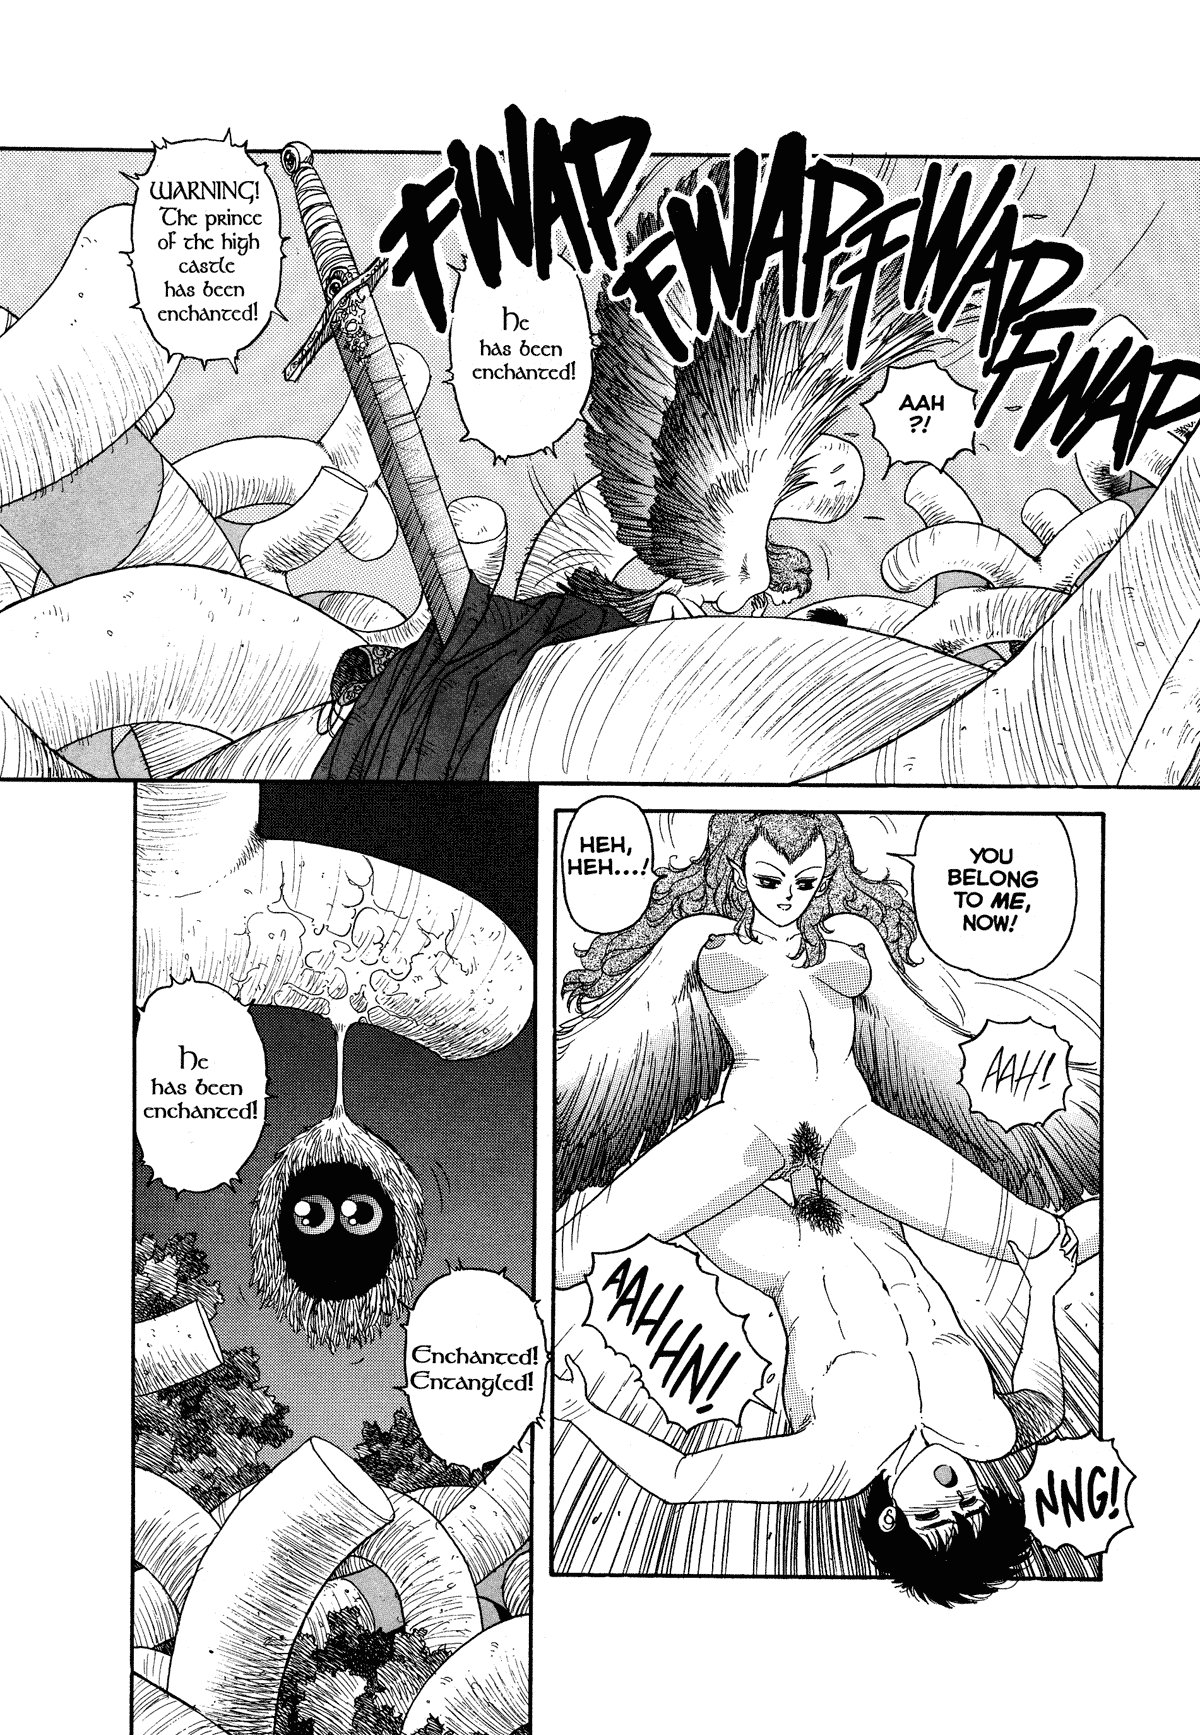 WARNING!
The prince
of the high
castle
has been
enchanted!
FWAP
FWAP
FWAP
FWAP
He
has been
enchanted!
AAH
?!
He
has been
enchanted!
Enchanted!
Entangled!
HEH,
HEH...!
YOU
BELONG
TO ME,
NOW!
AAH!
AAHHN!
NNG!